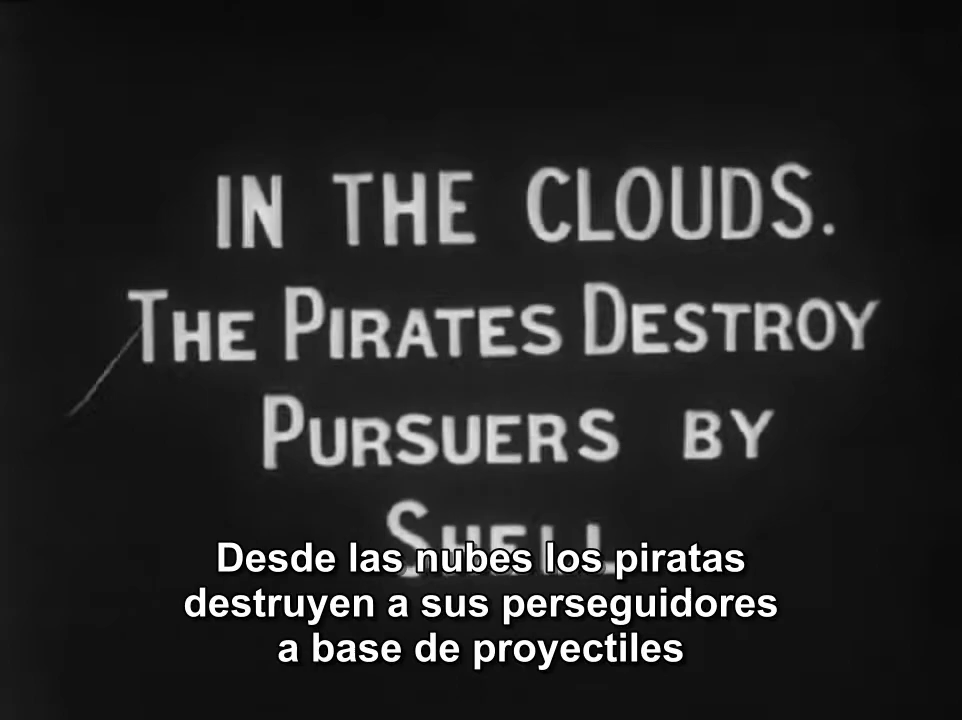 IN THE CLOUDS.
THE PIRATES DESTROY
PURSUERS BY
SHELL
Desde las nubes los piratas
destruyen a sus perseguidores
a base de proyectiles